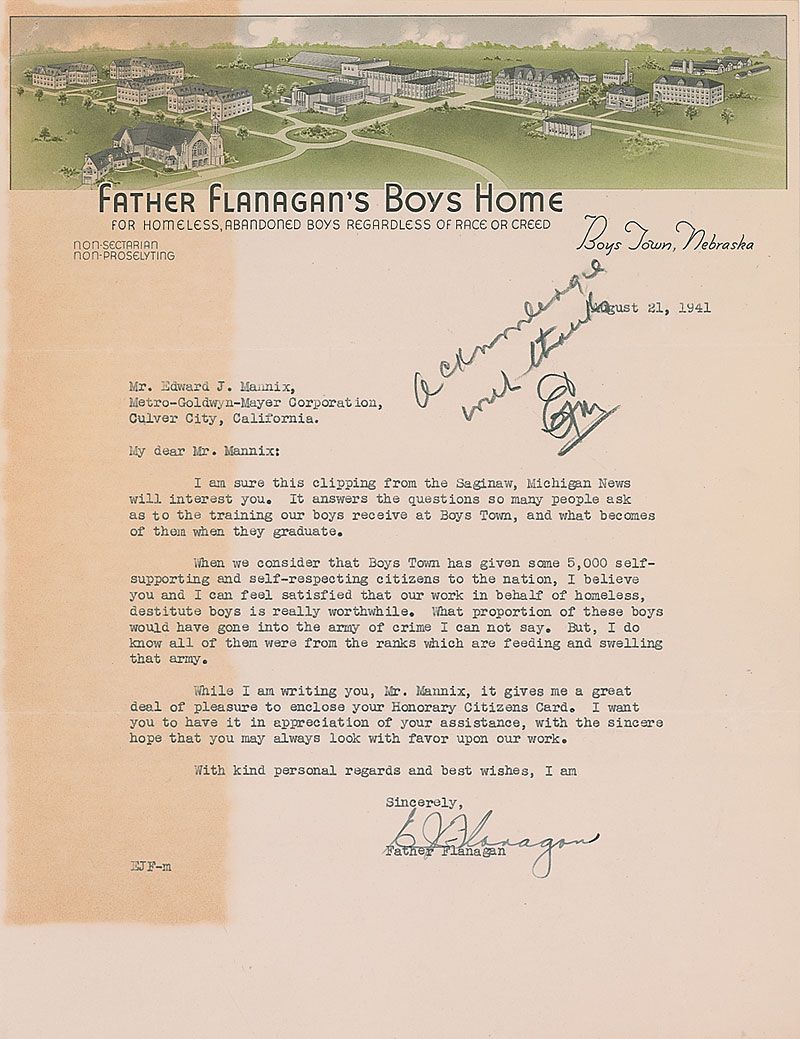 FATHER FLANAGAN'S BOYS HOME
FOR HOMELESS, ABANDONED BOYS REGARDLESS OF RACE OR CREED
NON-SECTARIAN
NON-PROSELYTING
Boys Town, Nebraska
August 21, 1941
Acknowledge
with thanks
EJM
Mr. Edward J. Mannix,
Metro-Goldwyn-Mayer Corporation,
Culver City, California.
My dear Mr. Mannix:
I am sure this clipping from the Saginaw, Michigan News
will interest you. It answers the questions so many people ask
as to the training our boys receive at Boys Town, and what becomes
of them when they graduate.
When we consider that Boys Town has given some 5,000 self-
supporting and self-respecting citizens to the nation, I believe
you and I can feel satisfied that our work in behalf of homeless,
destitute boys is really worthwhile. What proportion of these boys
would have gone into the army of crime I can not say. But, I do
know all of them were from the ranks which are feeding and swelling
that army.
While I am writing you, Mr. Mannix, it gives me a great
deal of pleasure to enclose your Honorary Citizens Card. I want
you to have it in appreciation of your assistance, with the sincere
hope that you may always look with favor upon our work.
With kind personal regards and best wishes, I am
Sincerely,
E J Flanagan
Father Flanagan
EJF-m